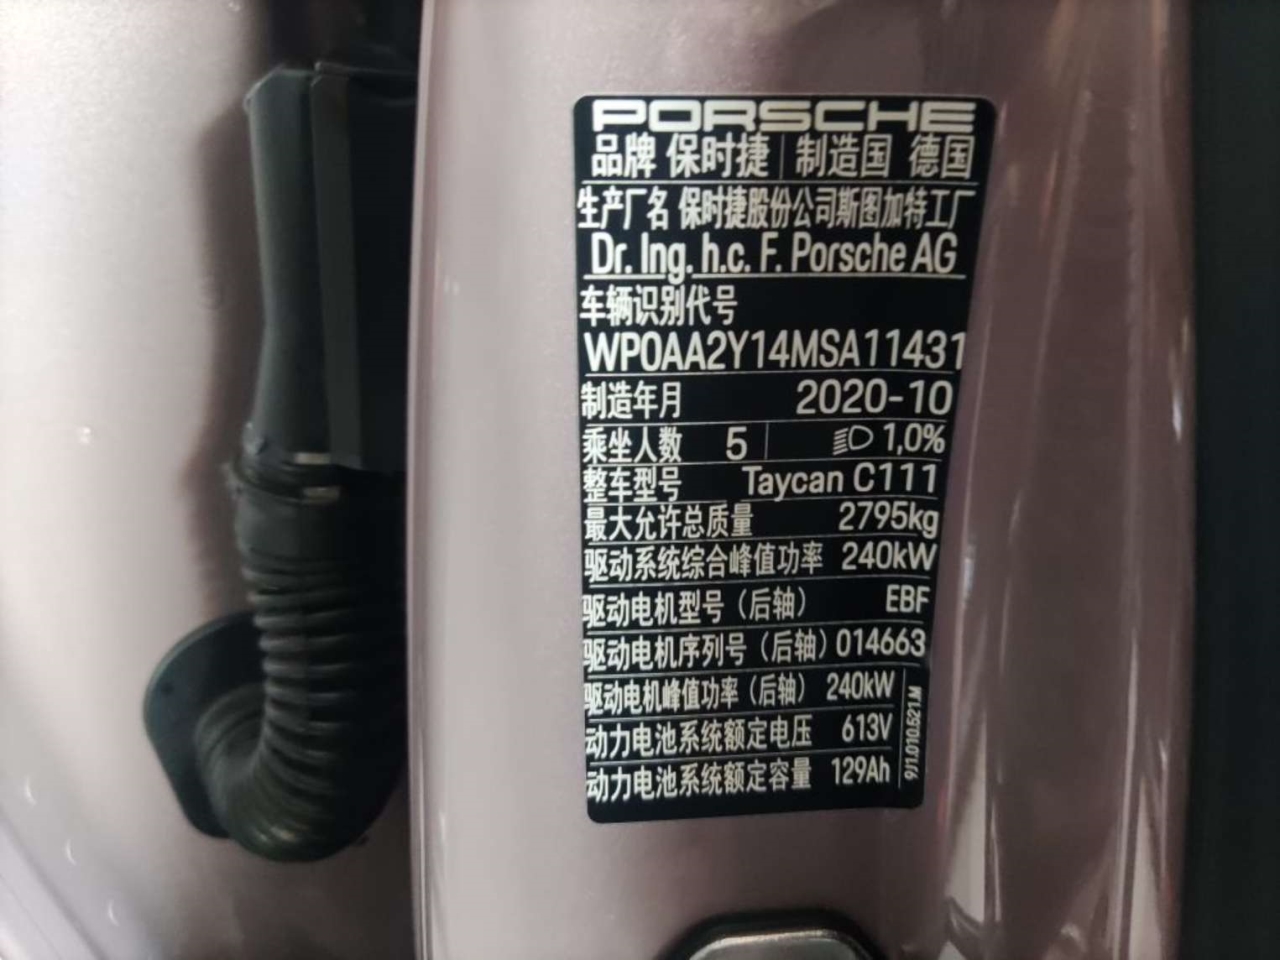 PORSCHE
品牌 保时捷 制造国 德国
生产厂名 保时捷股份公司斯图加特工厂
Dr. Ing. h.c. F. Porsche AG
车辆识别代号
WP0AA2Y14MSA11431
制造年月 2020-10
乘坐人数 5 1,0%
整车型号 Taycan C111
最大允许总质量 2795kg
驱动系统综合峰值功率 240kW
驱动电机型号（后轴） EBF
驱动电机序列号（后轴）014663
驱动电机峰值功率（后轴） 240kW
动力电池系统额定电压 613V
动力电池系统额定容量 129Ah
9J1.010.521.M